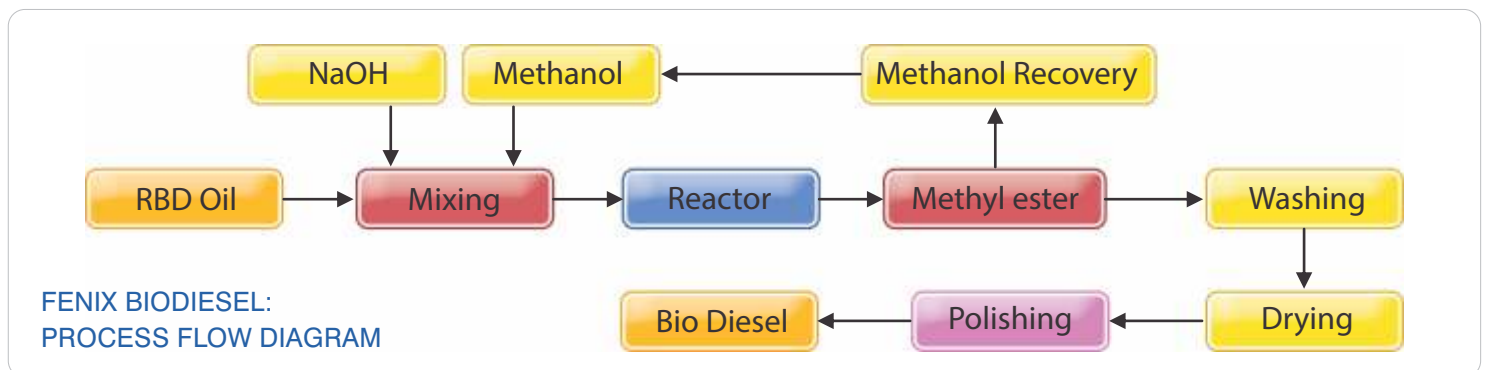 NaOH
Methanol
Methanol Recovery
RBD Oil
Mixing
Reactor
Methyl ester
Washing
FENIX BIODIESEL:
PROCESS FLOW DIAGRAM
Bio Diesel
Polishing
Drying